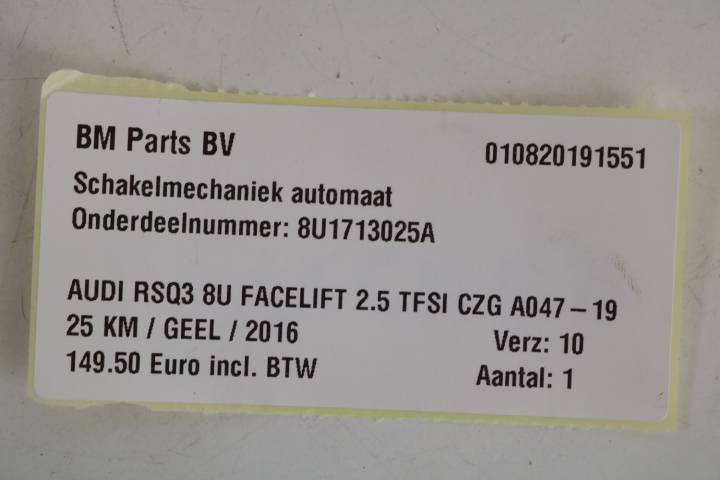 BM Parts BV 010820191551
Schakelmechaniek automaat
Onderdeelnummer: 8U1713025A
AUDI RSQ3 8U FACELIFT 2.5 TFSI CZG A047-19
25 KM / GEEL / 2016 Verz: 10
149.50 Euro incl. BTW Aantal: 1